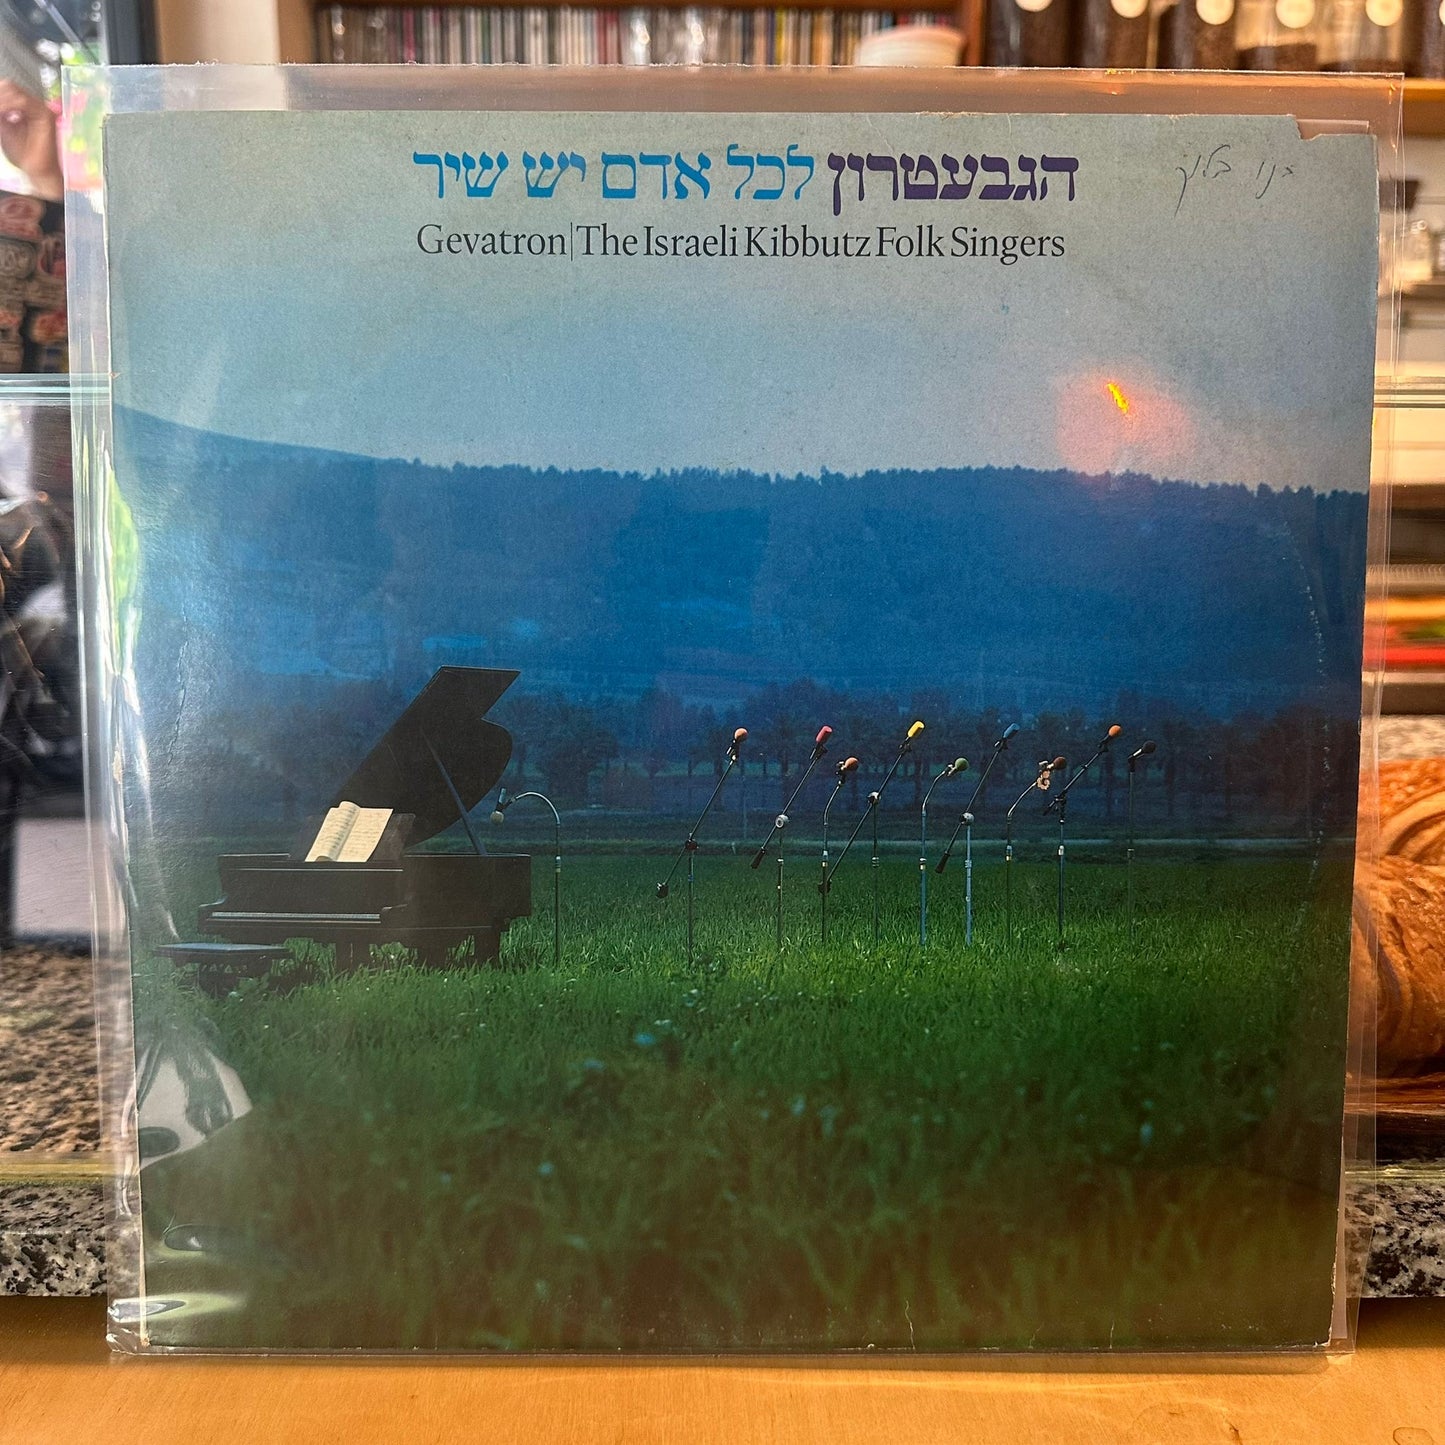 הגבעטרון לכל אדם יש שיר
Gevatron|The Israeli Kibbutz Folk Singers